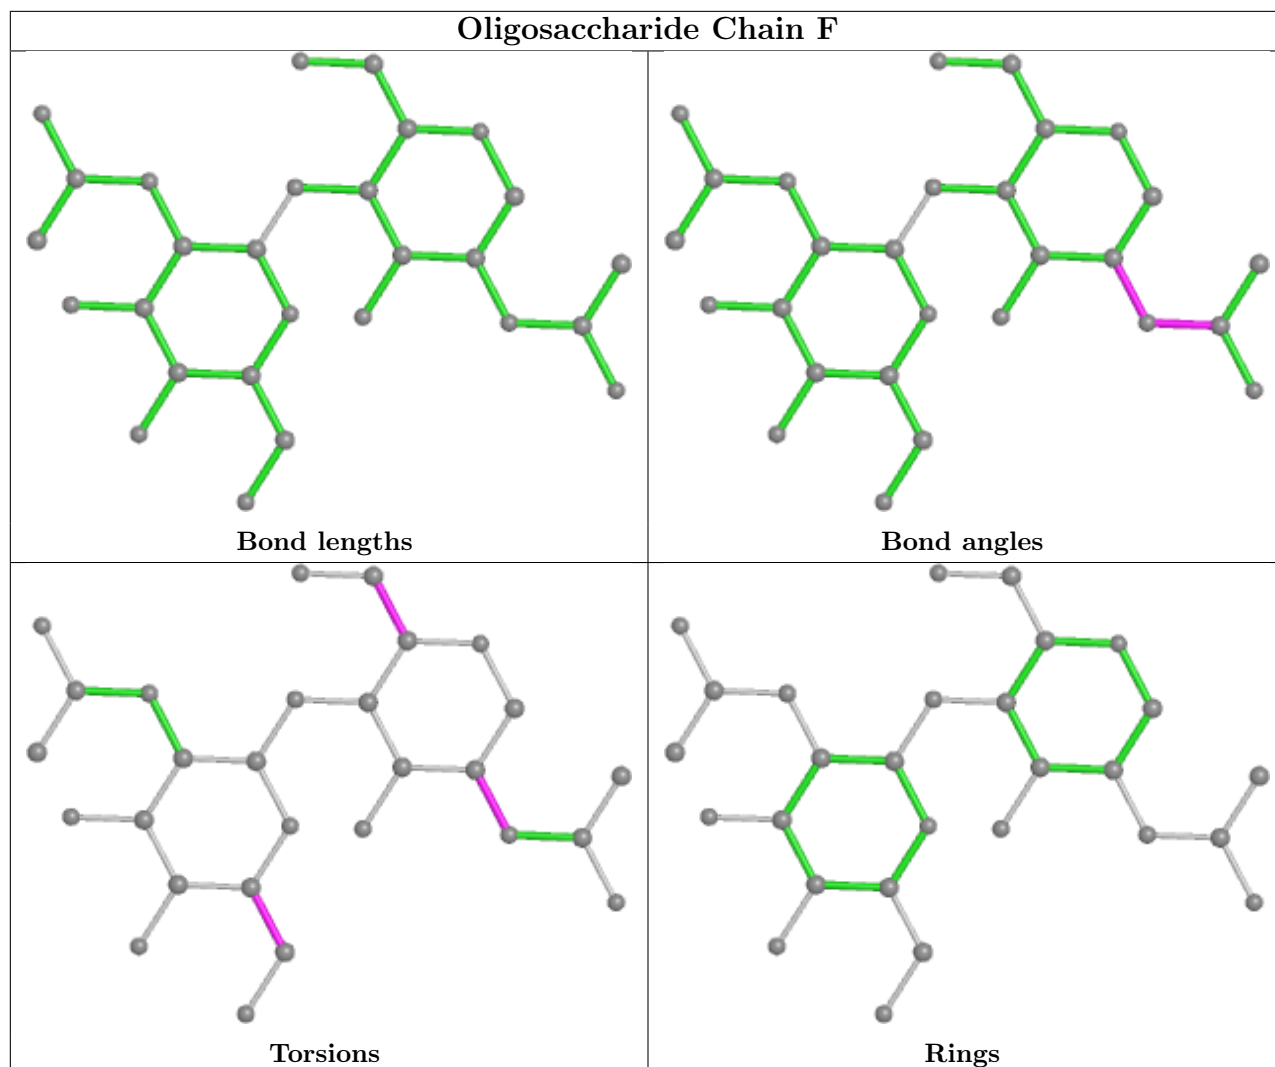 Oligosaccharide Chain F
Bond lengths
Bond angles
Torsions
Rings